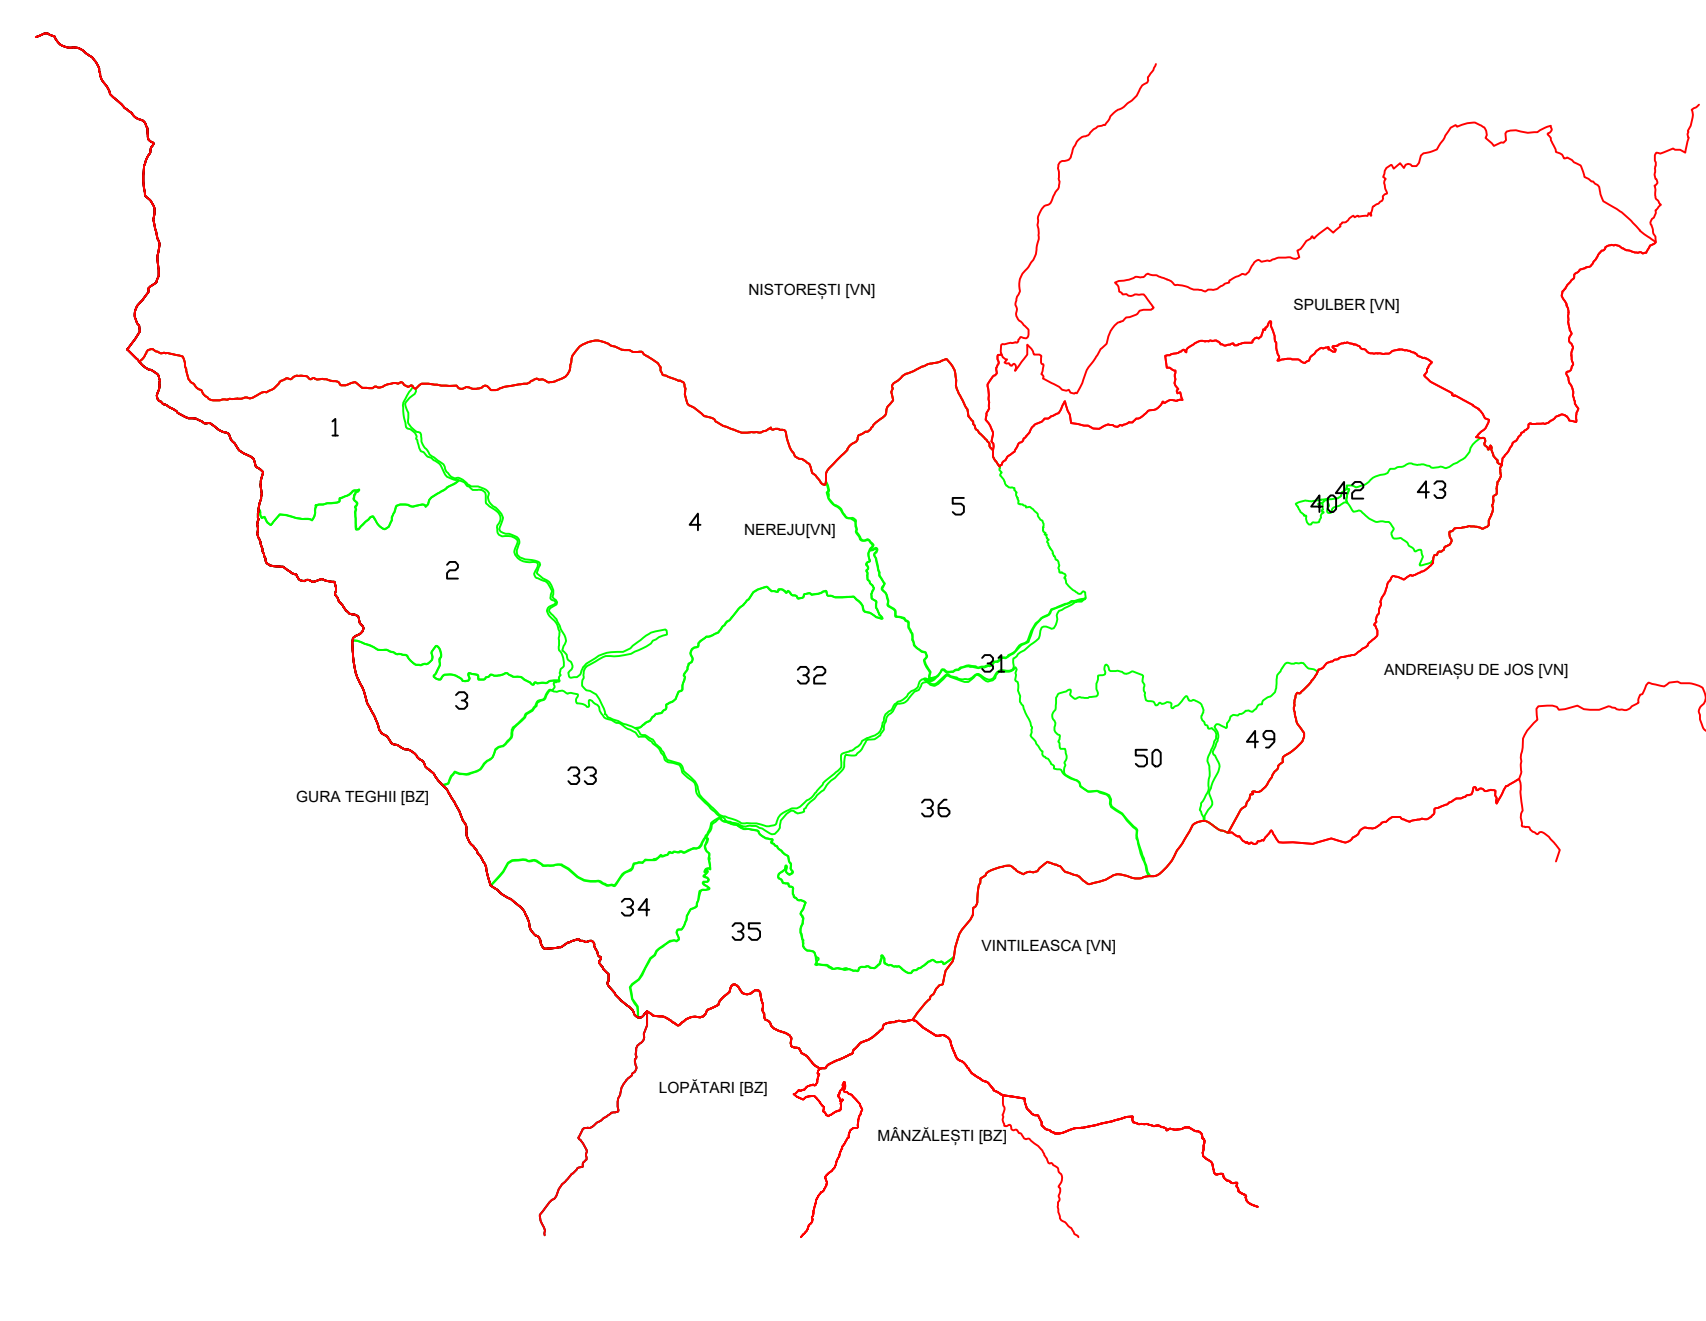 NISTOREȘTI [VN]
SPULBER [VN]
1
43
42
40
5
4
NEREJU[VN]
2
31
ANDREIAȘU DE JOS [VN]
32
3
49
50
33
GURA TEGHII [BZ]
36
34
35
VINTILEASCA [VN]
LOPĂTARI [BZ]
MÂNZĂLEȘTI [BZ]